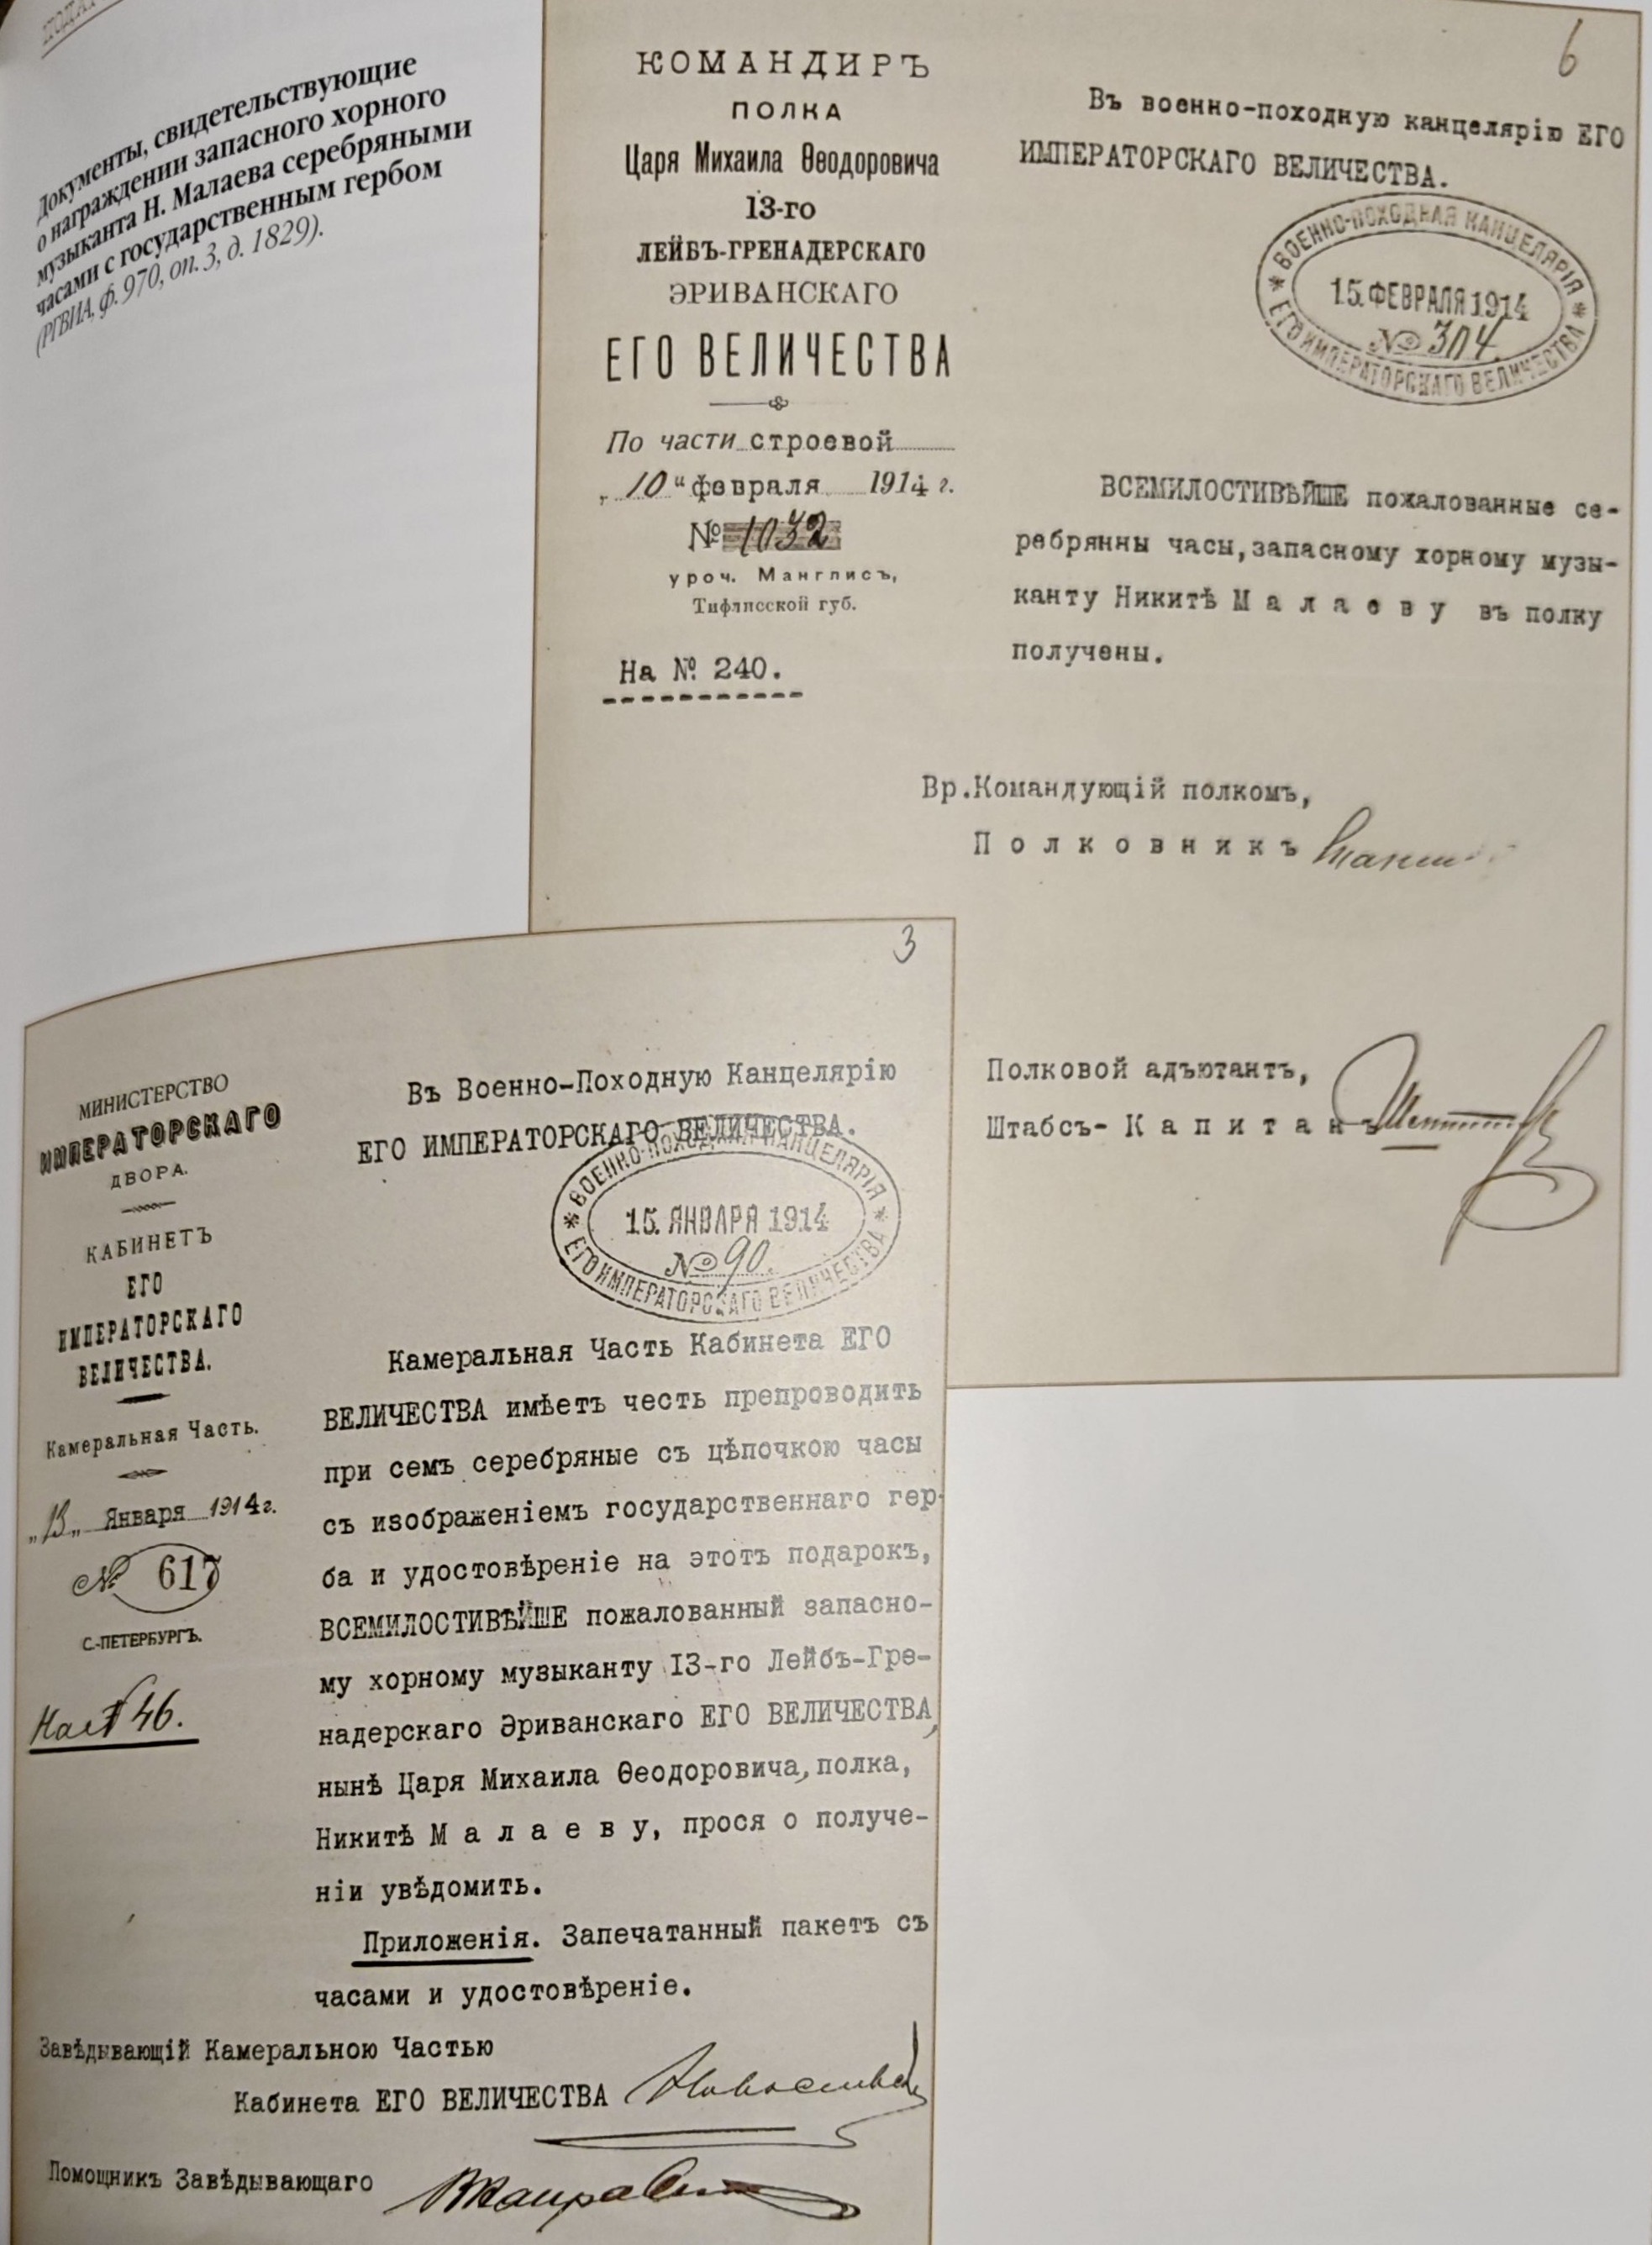 Документы, свидетельствующие
о награждении запасного хорного
музыканта Н. Малаева серебряными
часами с государственным гербом
(РГВИА, ф. 970, оп. 3, д. 1829).
6
КОМАНДИРЪ
ПОЛКА
Царя Михаила Ѳеодоровича
13-го
ЛЕЙБЪ-ГРЕНАДЕРСКАГО
ЭРИВАНСКАГО
ЕГО ВЕЛИЧЕСТВА
По части строевой
„10" февраля 1914 г.
№ 1032
уроч. Манглисъ,
Тифлисской губ.
На № 240.
Въ военно-походную канцелярію ЕГО
ИМПЕРАТОРСКАГО ВЕЛИЧЕСТВА.
* ВОЕННО-ПОХОДНАЯ КАНЦЕЛЯРІЯ *
15. ФЕВРАЛЯ 1914
№ 304.
ЕГО ИМПЕРАТОРСКАГО ВЕЛИЧЕСТВА
ВСЕМИЛОСТИВѢЙШЕ пожалованные се-
ребрянны часы, запасному хорному музы-
канту Никитѣ М а л а е в у въ полку
получены.
Вр.Командующій полкомъ,
П о л к о в н и к ъ
Полковой адъютантъ,
Штабсъ- К а п и т а н ъ
3
МИНИСТЕРСТВО
ИМПЕРАТОРСКАГО
ДВОРА.
КАБИНЕТЪ
ЕГО
ИМПЕРАТОРСКАГО
ВЕЛИЧЕСТВА.
Камеральная Часть.
„13„ Января 1914 г.
№ 617
С.-ПЕТЕРБУРГЪ.
На № 46.
Въ Военно-Походную Канцелярію
ЕГО ИМПЕРАТОРСКАГО ВЕЛИЧЕСТВА.
* ВОЕННО-ПОХОДНАЯ КАНЦЕЛЯРІЯ *
15. ЯНВАРЯ 1914
№ 90.
ЕГО ИМПЕРАТОРСКАГО ВЕЛИЧЕСТВА
Камеральная Часть Кабинета ЕГО
ВЕЛИЧЕСТВА имѣетъ честь препроводить
при семъ серебряные съ цѣпочкою часы
съ изображеніемъ государственнаго гер-
ба и удостовѣреніе на этотъ подарокъ,
ВСЕМИЛОСТИВѢЙШЕ пожалованный запасно-
му хорному музыканту 13-го Лейбъ-Гре-
надерскаго Эриванскаго ЕГО ВЕЛИЧЕСТВА,
нынѣ Царя Михаила Ѳеодоровича, полка,
Никитѣ М а л а е в у, прося о получе-
ніи увѣдомить.
Приложенія. Запечатанный пакетъ съ
часами и удостовѣреніе.
Завѣдывающій Камеральною Частью
Кабинета ЕГО ВЕЛИЧЕСТВА
Помощникъ Завѣдывающаго